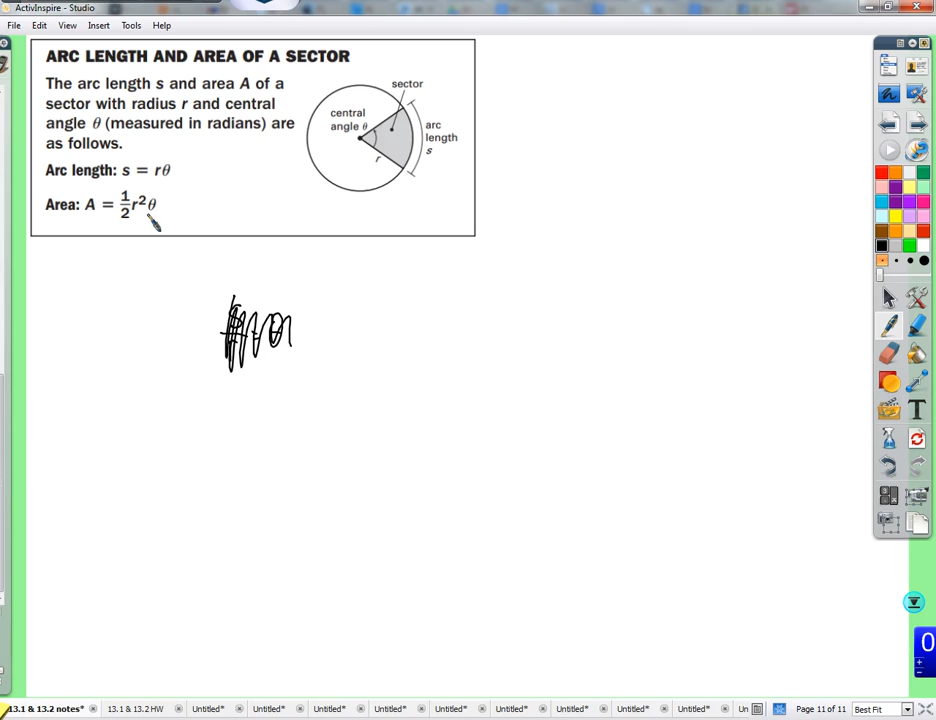 ActivInspire - Studio
File Edit View Insert Tools Help
ARC LENGTH AND AREA OF A SECTOR
The arc length s and area A of a
sector with radius r and central
angle θ (measured in radians) are
as follows.
Arc length: s = rθ
Area: A = 1/2 r²θ
sector
central
angle θ
arc
length
s
r
T
0
+
−
13.1 & 13.2 notes* 13.1 & 13.2 HW Untitled* Untitled* Untitled* Untitled* Untitled* Untitled* Untitled* Untitled* Untitled* Un Page 11 of 11 Best Fit